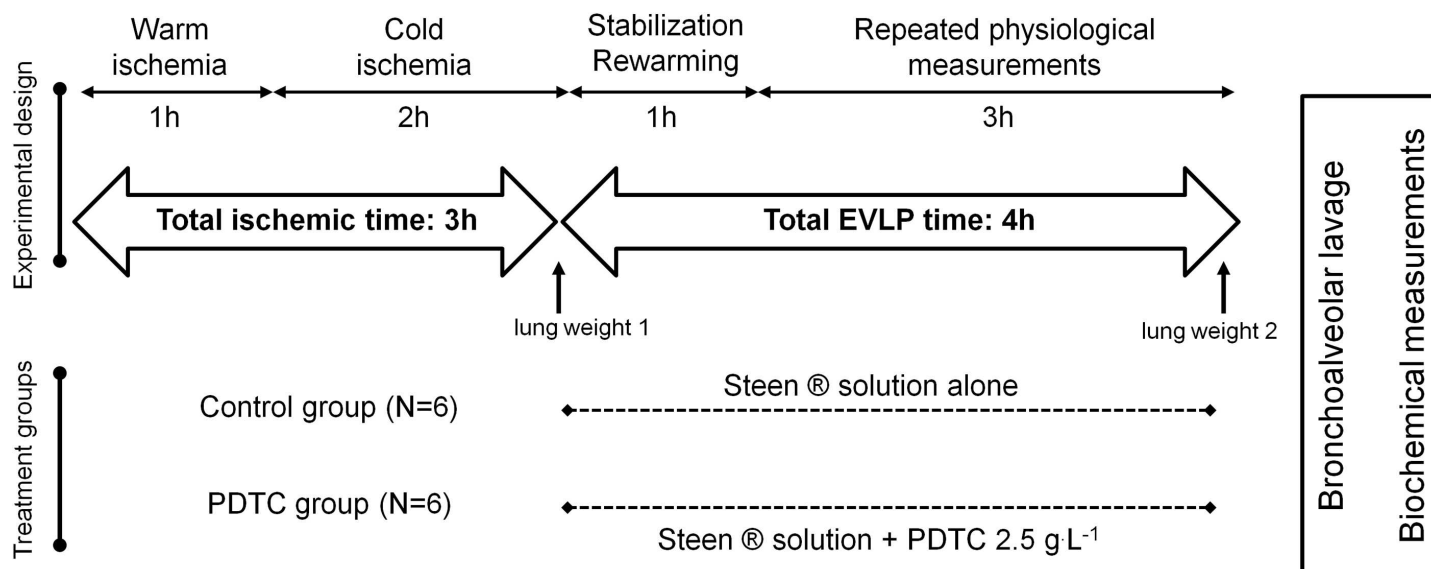 Experimental design
Warm
ischemia
Cold
ischemia
Stabilization
Rewarming
Repeated physiological
measurements
1h
2h
1h
3h
Total ischemic time: 3h
Total EVLP time: 4h
lung weight 1
lung weight 2
Treatment groups
Control group (N=6)
Steen ® solution alone
PDTC group (N=6)
Steen ® solution + PDTC 2.5 g·L⁻¹
Bronchoalveolar lavage
Biochemical measurements